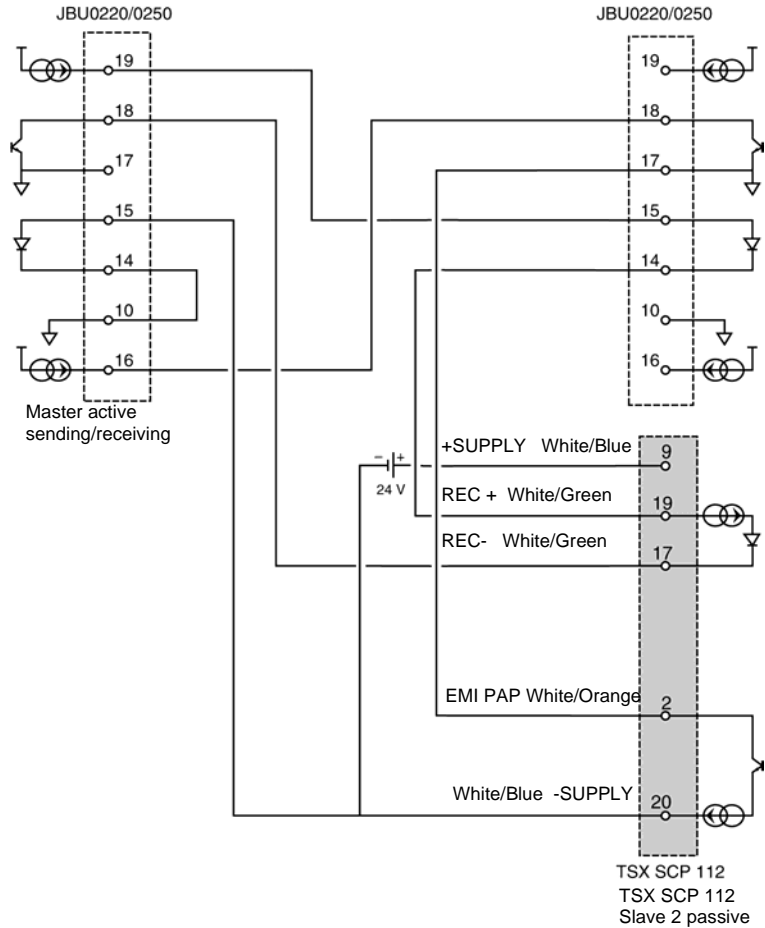 JBU0220/0250
JBU0220/0250
19
18
17
15
14
10
16
19
18
17
15
14
10
16
Master active
sending/receiving
+SUPPLY White/Blue
9
- +
24 V
REC + White/Green
19
REC- White/Green
17
EMI PAP White/Orange
2
White/Blue -SUPPLY
20
TSX SCP 112
TSX SCP 112
Slave 2 passive